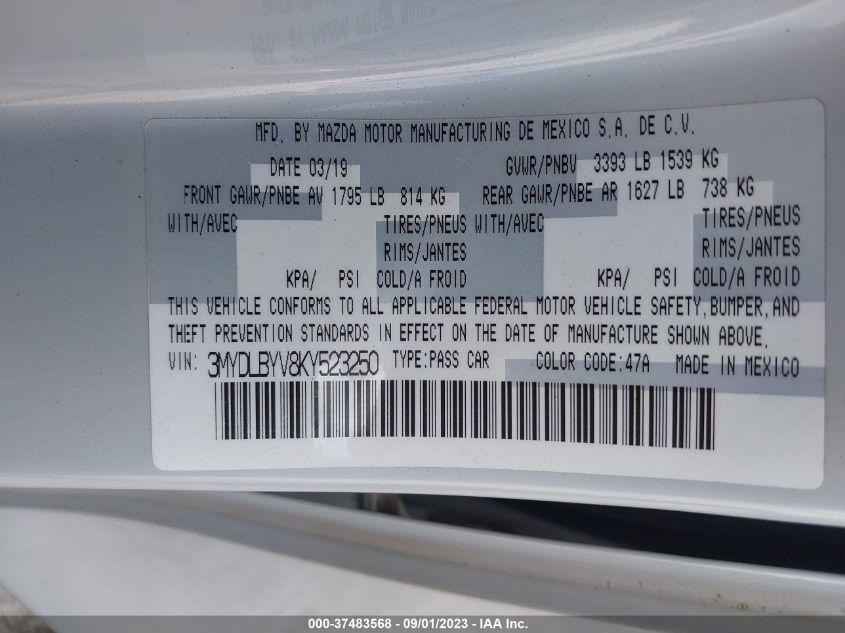 MFD. BY MAZDA MOTOR MANUFACTURING DE MEXICO S.A. DE C.V.
DATE 03/19 GVWR/PNBV 3393 LB 1539 KG
FRONT GAWR/PNBE AV 1795 LB 814 KG REAR GAWR/PNBE AR 1627 LB 738 KG
WITH/AVEC TIRES/PNEUS WITH/AVEC TIRES/PNEUS
RIMS/JANTES RIMS/JANTES
KPA/ PSI COLD/A FROID KPA/ PSI COLD/A FROID
THIS VEHICLE CONFORMS TO ALL APPLICABLE FEDERAL MOTOR VEHICLE SAFETY, BUMPER, AND
THEFT PREVENTION STANDARDS IN EFFECT ON THE DATE OF MANUFACTURE SHOWN ABOVE.
VIN: 3MYDLBYV8KY523250 TYPE:PASS CAR COLOR CODE:47A MADE IN MEXICO
000-37483568 - 09/01/2023 - Copyright © IAA, Inc.